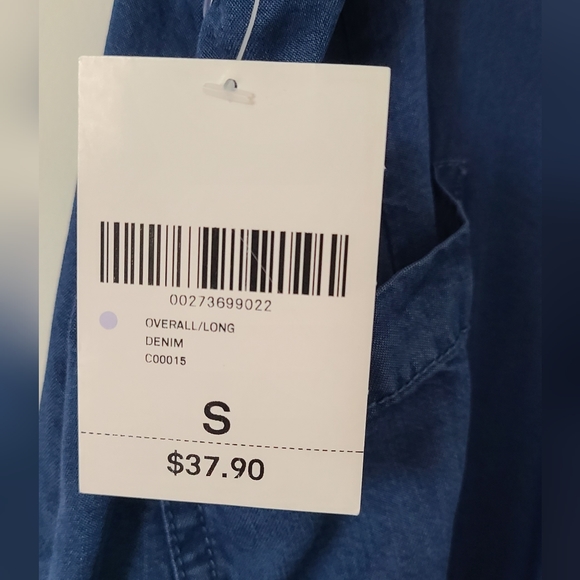 00273699022
OVERALL/LONG
DENIM
C00015
S
$37.90